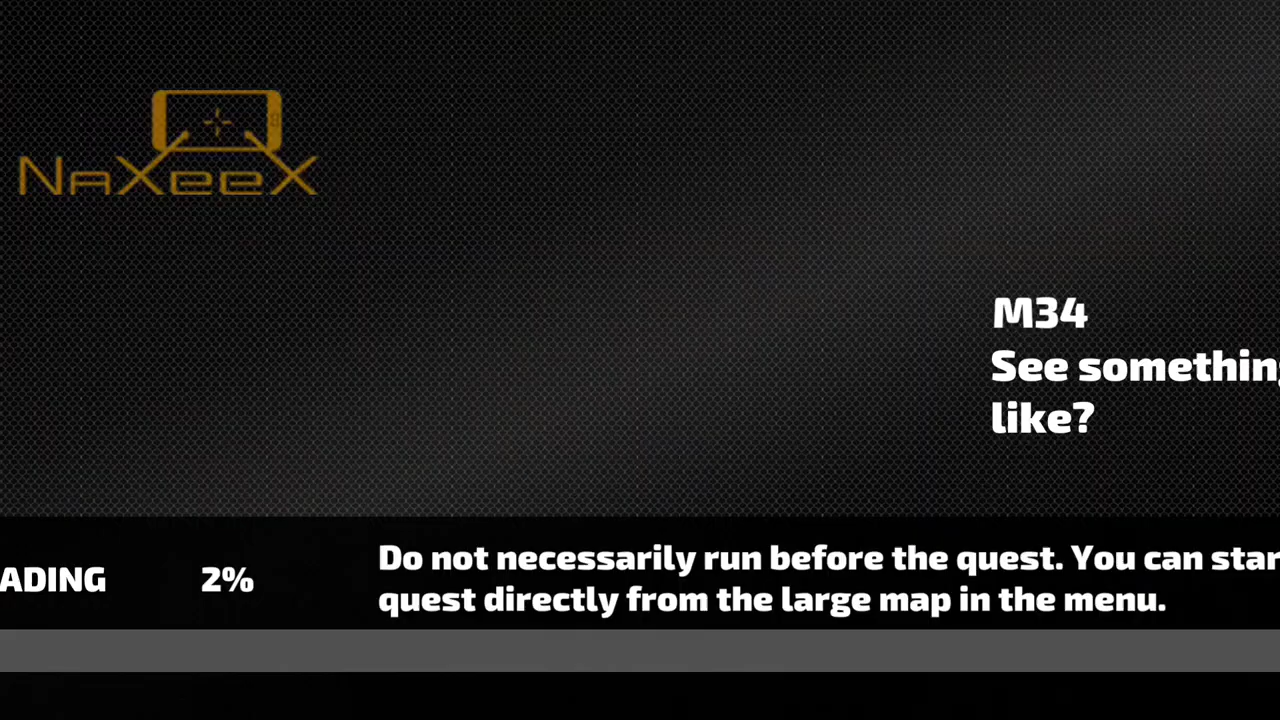 NaXeeX
M34
See somethin
like?
ADING 2%
Do not necessarily run before the quest. You can star
quest directly from the large map in the menu.